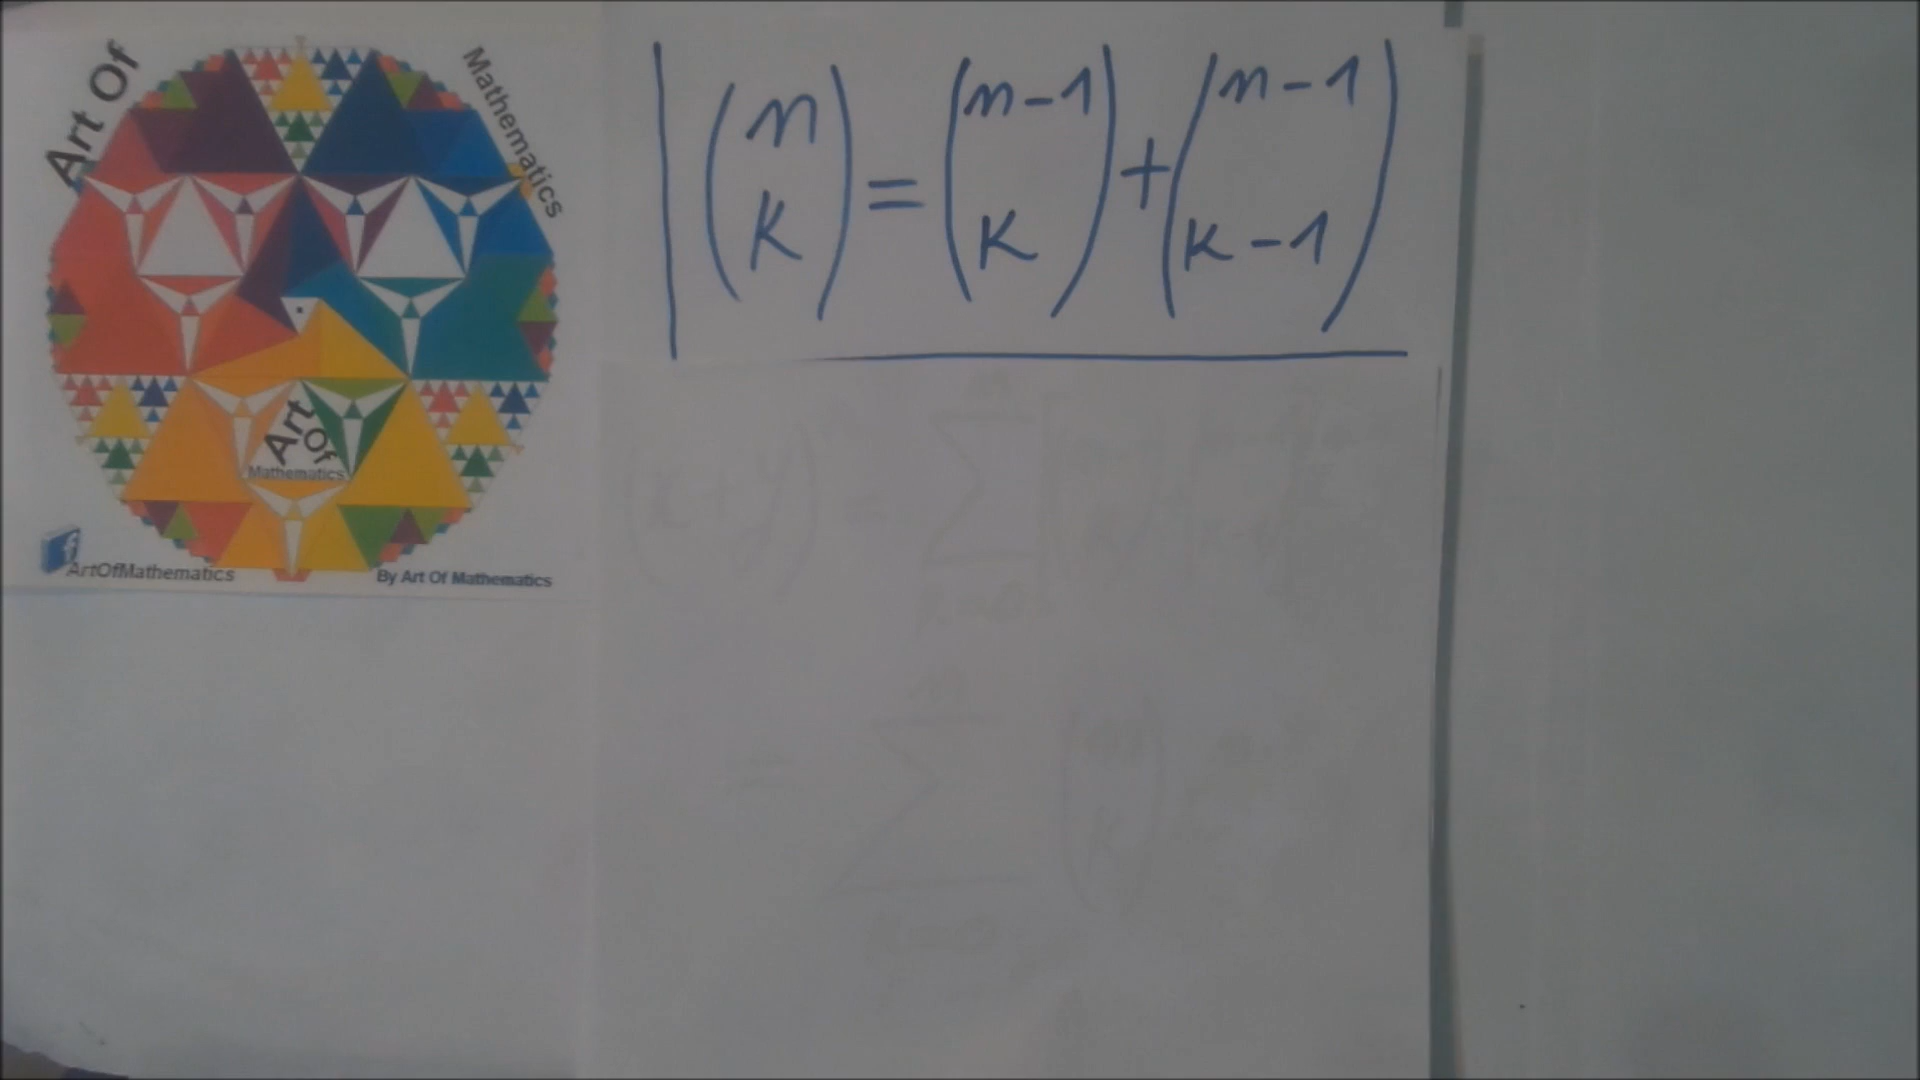 Art Of
Mathematics
Art
Of
Mathematics
ArtOfMathematics
By Art Of Mathematics
(n k) = (n-1 k) + (n-1 k-1)